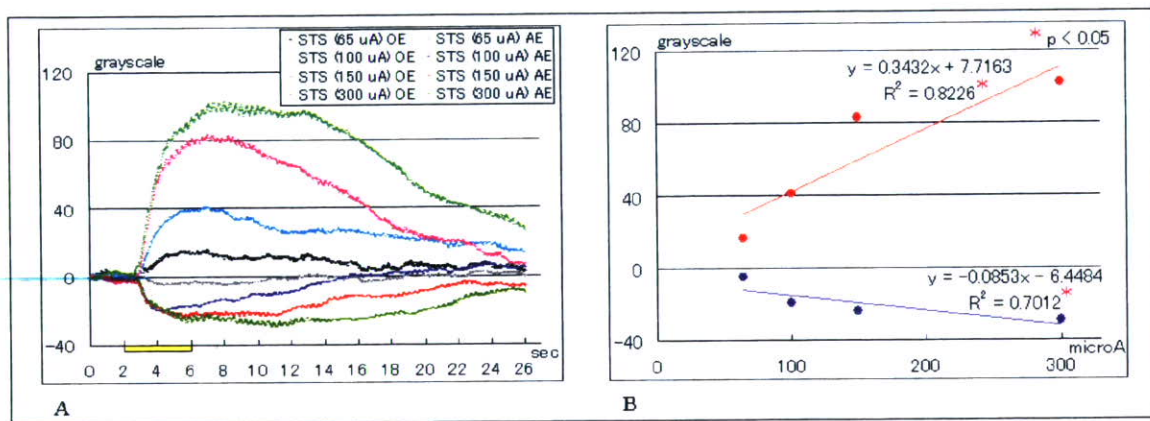 STS (65 uA) OE STS (65 uA) AE
STS (100 uA) OE STS (100 uA) AE
STS (150 uA) OE STS (150 uA) AE
STS (300 uA) OE STS (300 uA) AE
grayscale
120
80
40
0
-40
sec
0 2 4 6 8 10 12 14 16 18 20 22 24 26
A
grayscale
* p < 0.05
120
y = 0.3432x + 7.7163
R² = 0.8226 *
80
40
0
y = -0.0853x - 6.4484
R² = 0.7012 *
-40
microA
0 100 200 300
B